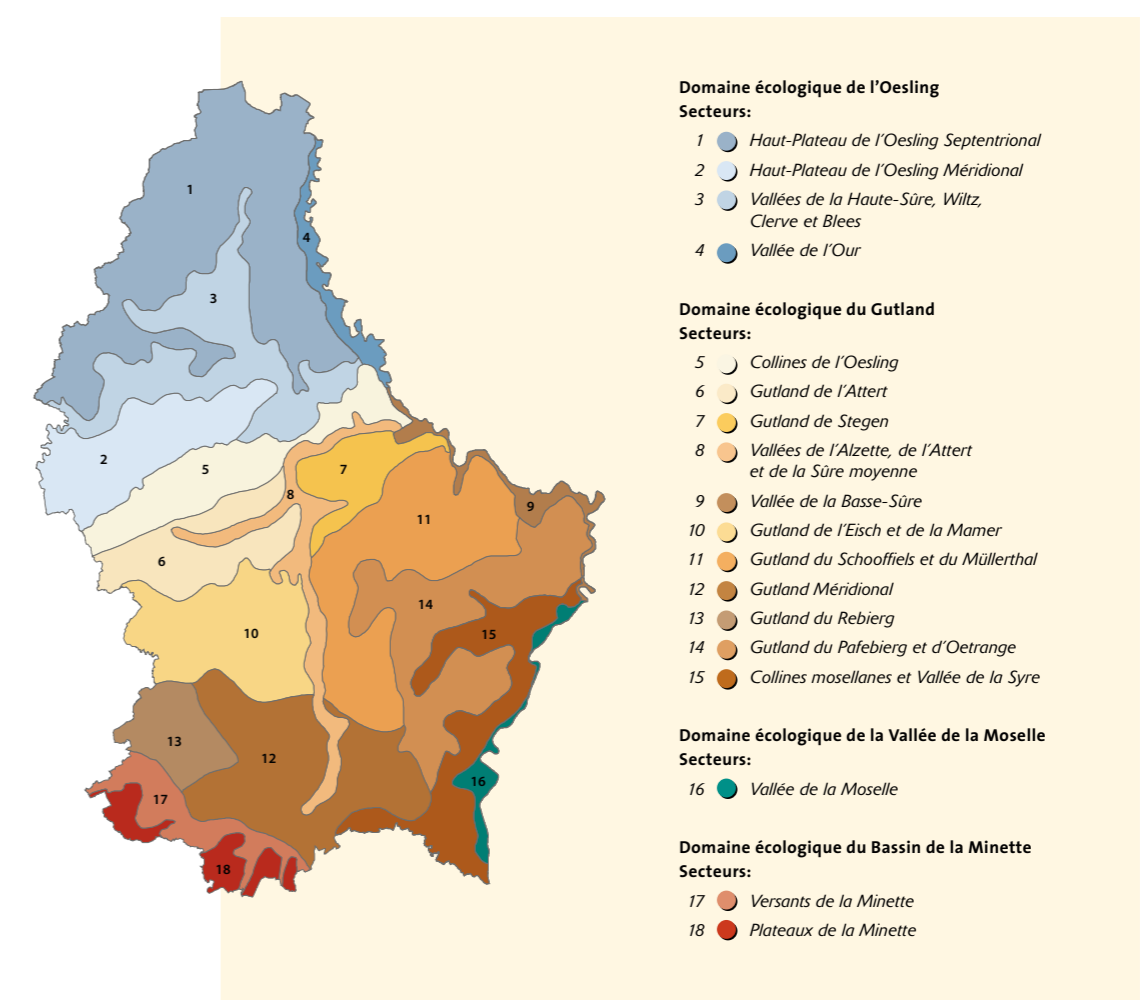 Domaine écologique de l'Oesling
Secteurs:
1 Haut-Plateau de l'Oesling Septentrional
2 Haut-Plateau de l'Oesling Méridional
3 Vallées de la Haute-Sûre, Wiltz,
Clerve et Blees
4 Vallée de l'Our
Domaine écologique du Gutland
Secteurs:
5 Collines de l'Oesling
6 Gutland de l'Attert
7 Gutland de Stegen
8 Vallées de l'Alzette, de l'Attert
et de la Sûre moyenne
9 Vallée de la Basse-Sûre
10 Gutland de l'Eisch et de la Mamer
11 Gutland du Schooffiels et du Müllerthal
12 Gutland Méridional
13 Gutland du Rebierg
14 Gutland du Pafebierg et d'Oetrange
15 Collines mosellanes et Vallée de la Syre
Domaine écologique de la Vallée de la Moselle
Secteurs:
16 Vallée de la Moselle
Domaine écologique du Bassin de la Minette
Secteurs:
17 Versants de la Minette
18 Plateaux de la Minette
1
4
3
2
5
7
8
9
11
6
14
10
15
13
12
16
17
18